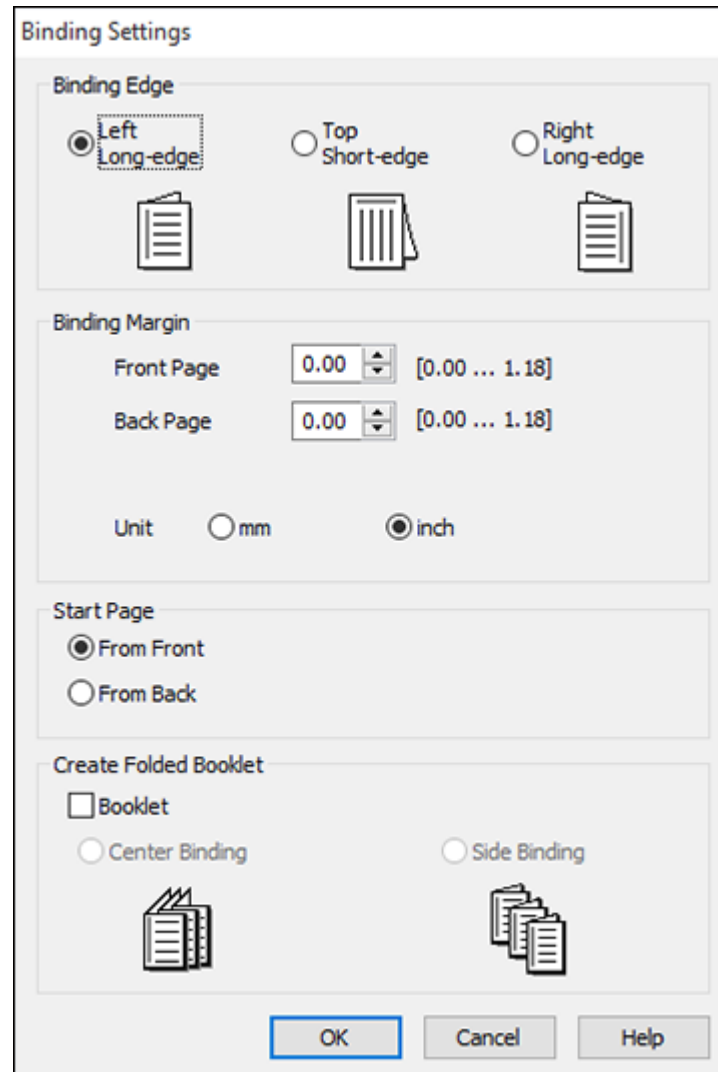 Binding Settings
Binding Edge
Left
Long-edge
Top
Short-edge
Right
Long-edge
Binding Margin
Front Page 0.00 [0.00 ... 1.18]
Back Page 0.00 [0.00 ... 1.18]
Unit mm inch
Start Page
From Front
From Back
Create Folded Booklet
Booklet
Center Binding Side Binding
OK Cancel Help